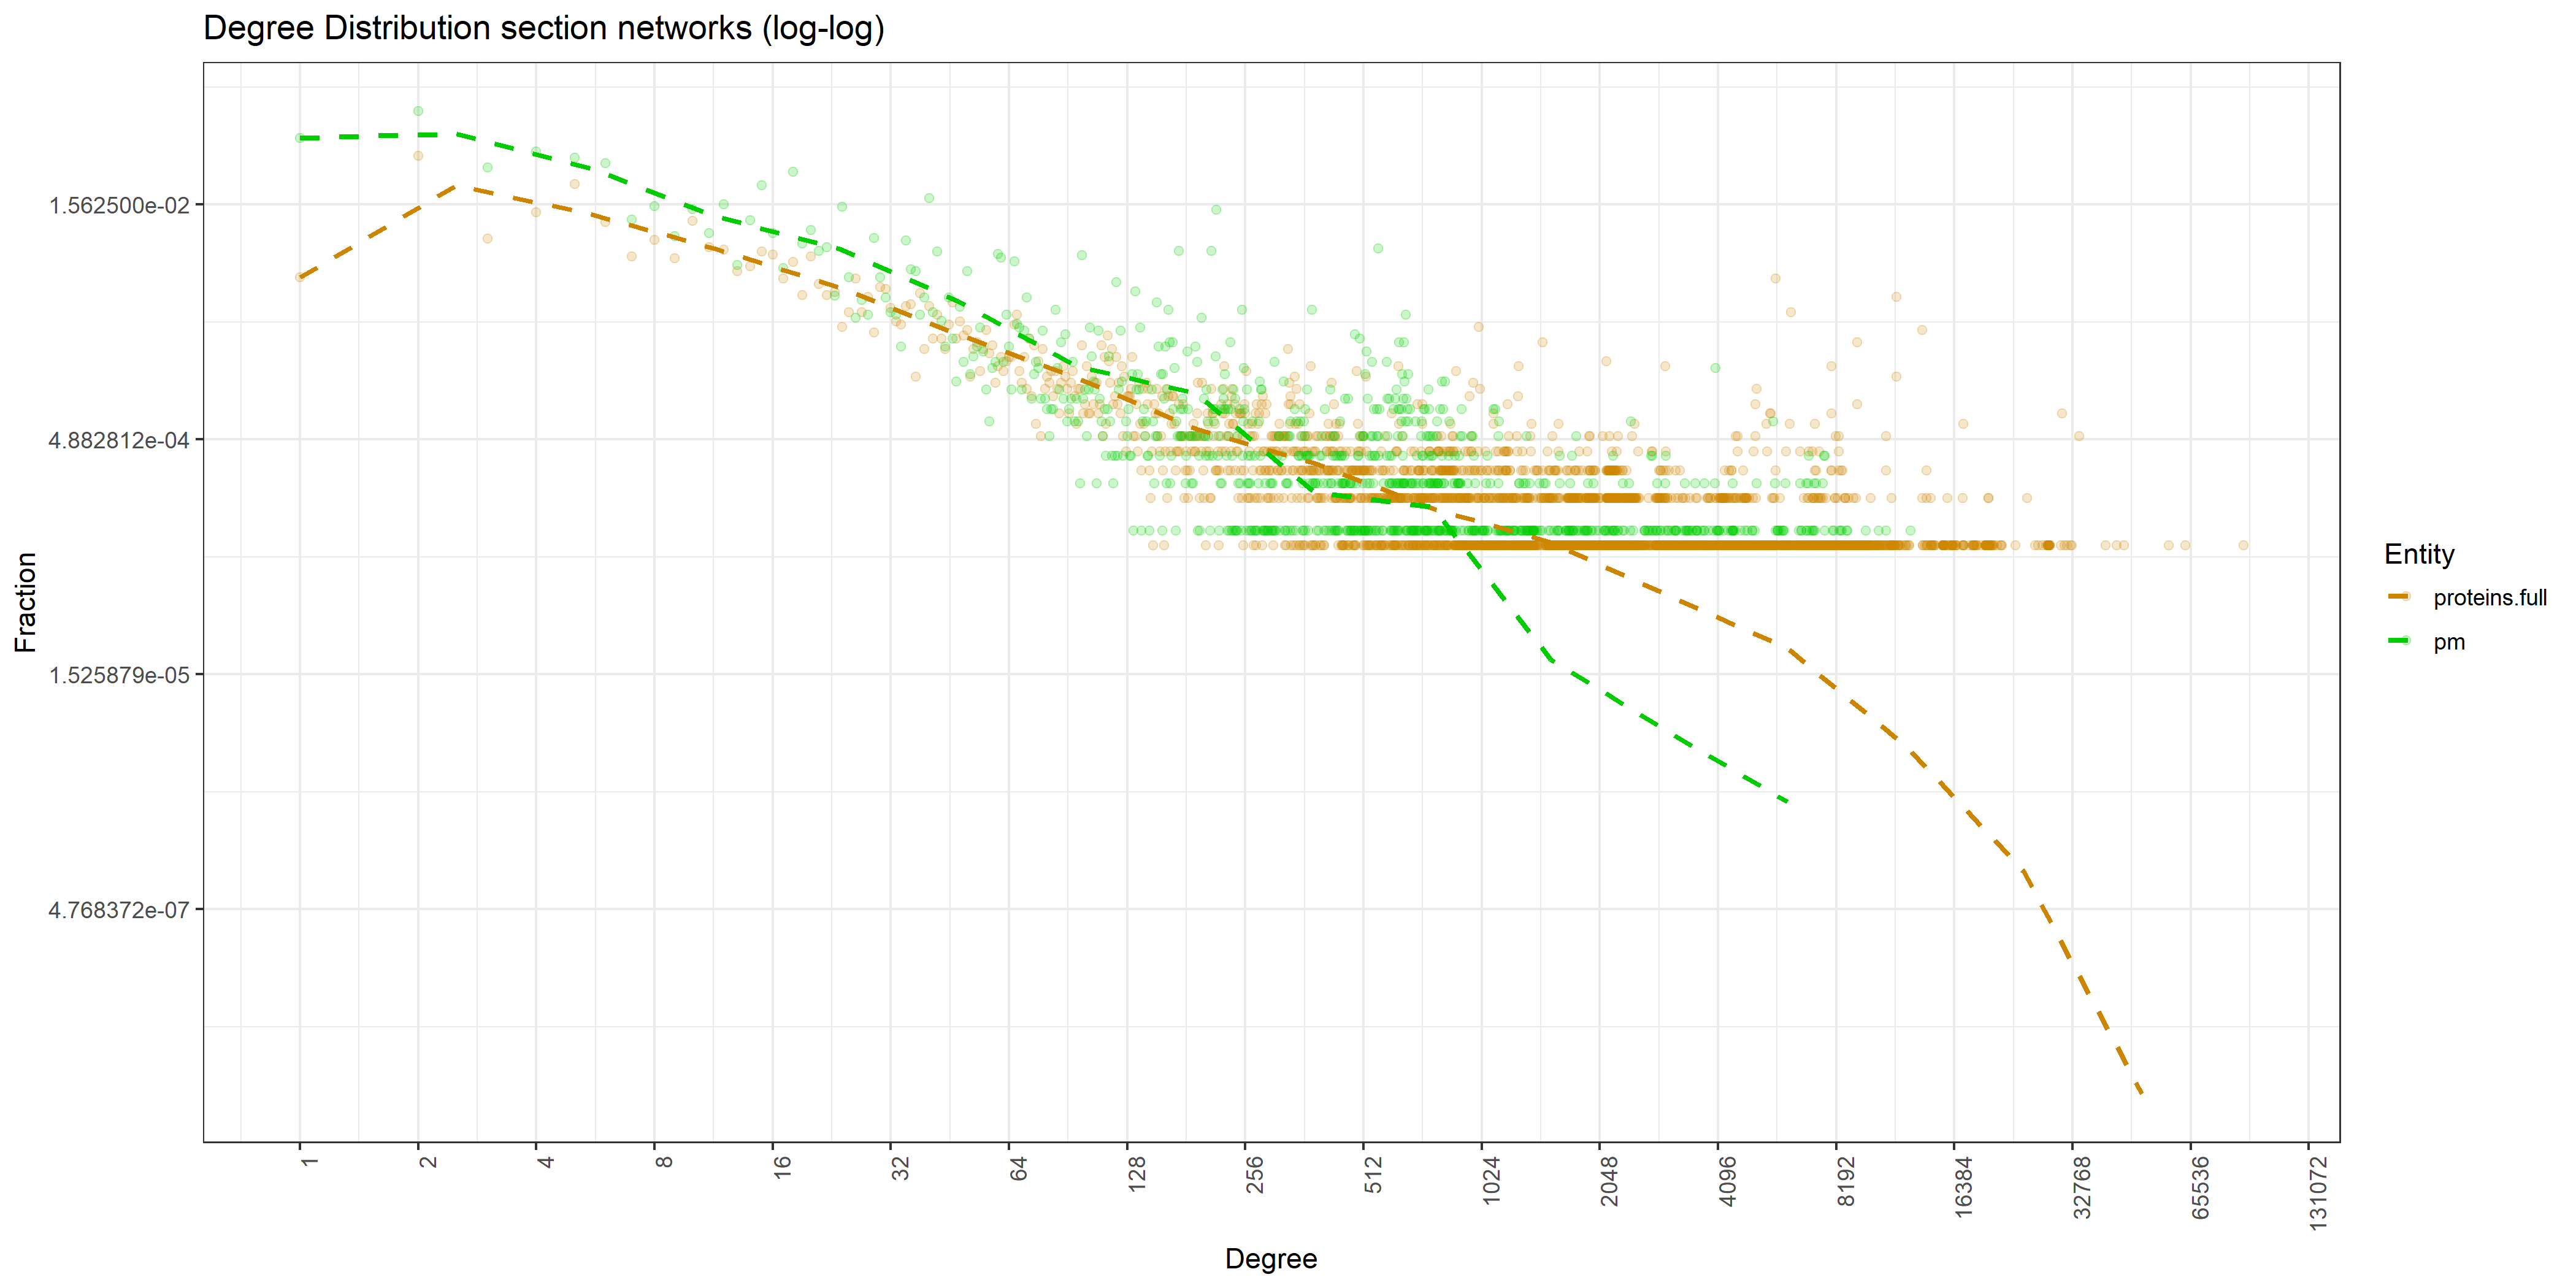 Degree Distribution section networks (log-log)
Fraction
1.562500e-02
4.882812e-04
1.525879e-05
4.768372e-07
1
2
4
8
16
32
64
128
256
512
1024
2048
4096
8192
16384
32768
65536
131072
Degree
Entity
proteins.full
pm